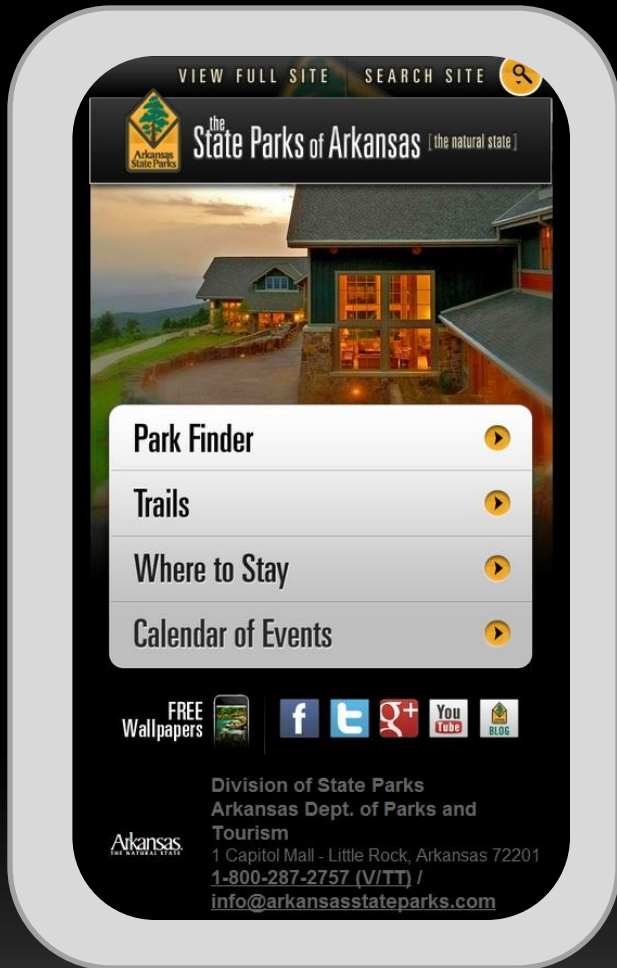 VIEW FULL SITE SEARCH SITE
Arkansas
State Parks
the
State Parks of Arkansas [the natural state]
Park Finder
Trails
Where to Stay
Calendar of Events
FREE
Wallpapers
f t g+ You
Tube
BLOG
Division of State Parks
Arkansas Dept. of Parks and
Tourism
Arkansas.
THE NATURAL STATE
1 Capitol Mall - Little Rock, Arkansas 72201
1-800-287-2757 (V/TT) /
info@arkansasstateparks.com